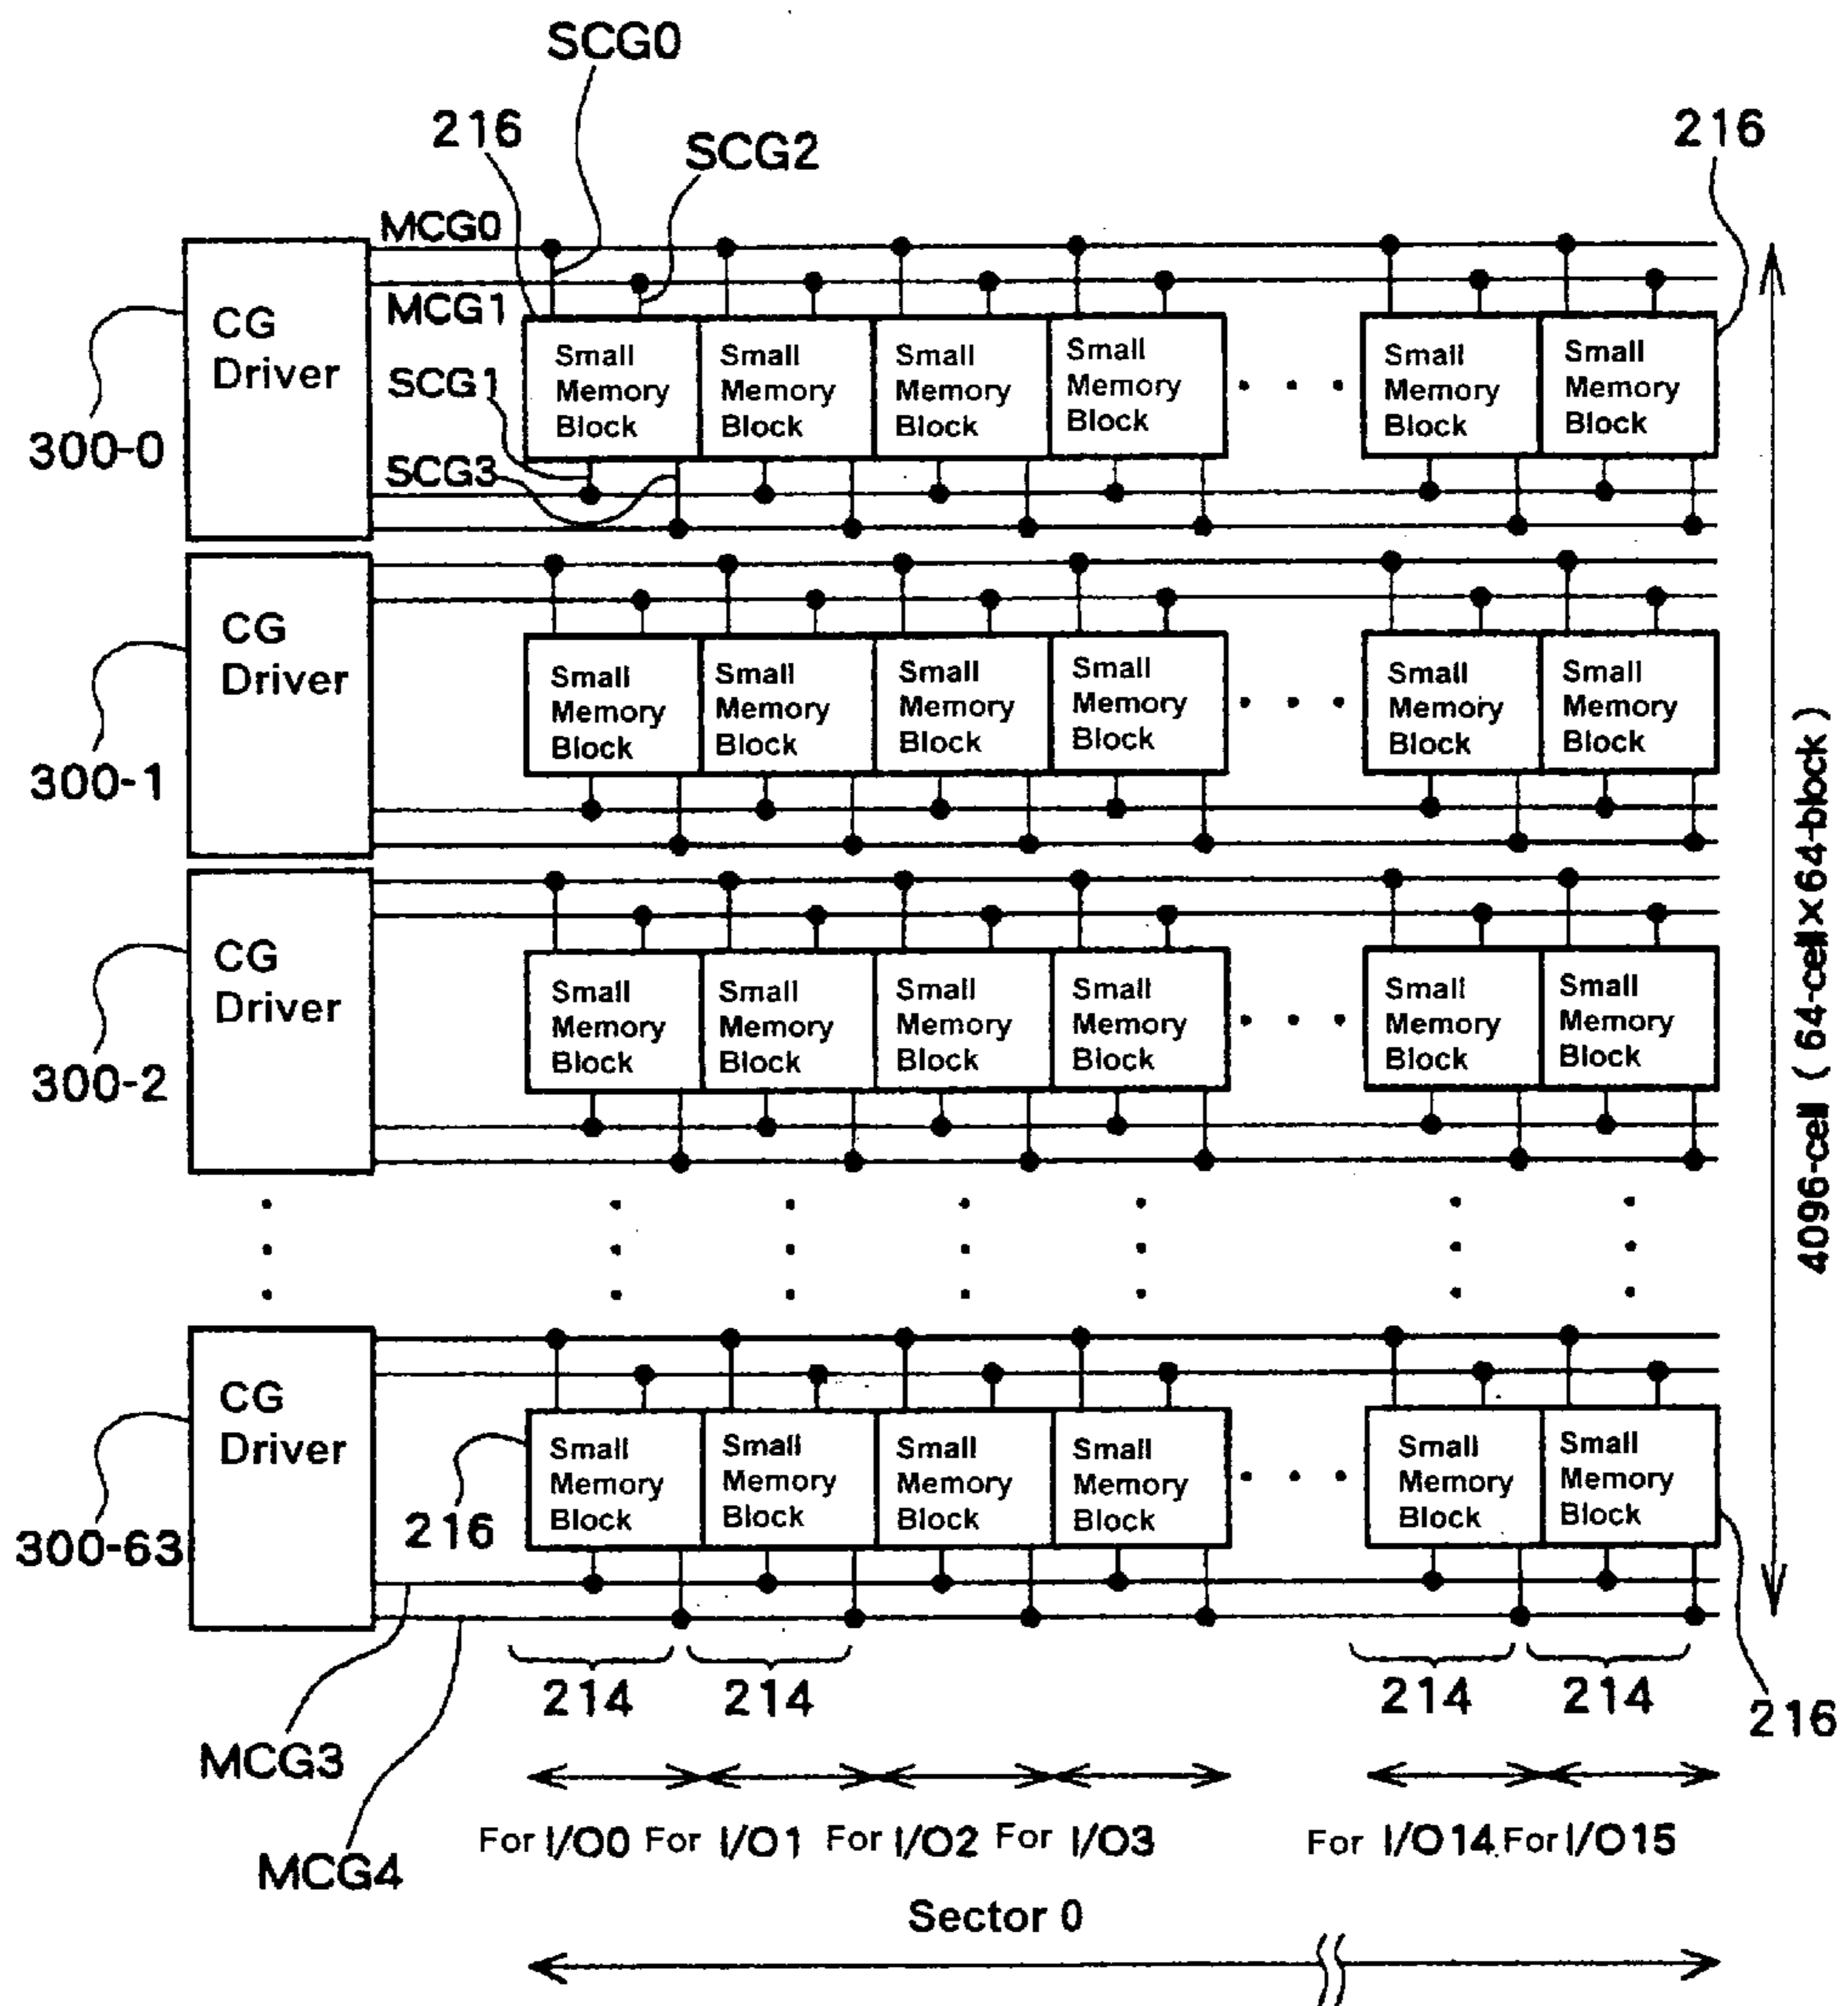 SCG0
216
SCG2
216
MCG0
MCG1
CG
Driver
SCG1
SCG3
300-0
Small
Memory
Block
Small
Memory
Block
Small
Memory
Block
Small
Memory
Block
Small
Memory
Block
Small
Memory
Block
CG
Driver
300-1
Small
Memory
Block
Small
Memory
Block
Small
Memory
Block
Small
Memory
Block
Small
Memory
Block
Small
Memory
Block
CG
Driver
300-2
Small
Memory
Block
Small
Memory
Block
Small
Memory
Block
Small
Memory
Block
Small
Memory
Block
Small
Memory
Block
4096-cell ( 64-cell×64-block )
CG
Driver
300-63
216
Small
Memory
Block
Small
Memory
Block
Small
Memory
Block
Small
Memory
Block
Small
Memory
Block
Small
Memory
Block
214
214
214
214
216
MCG3
MCG4
For I/O0 For I/O1 For I/O2 For I/O3 For I/O14 For I/O15
Sector 0